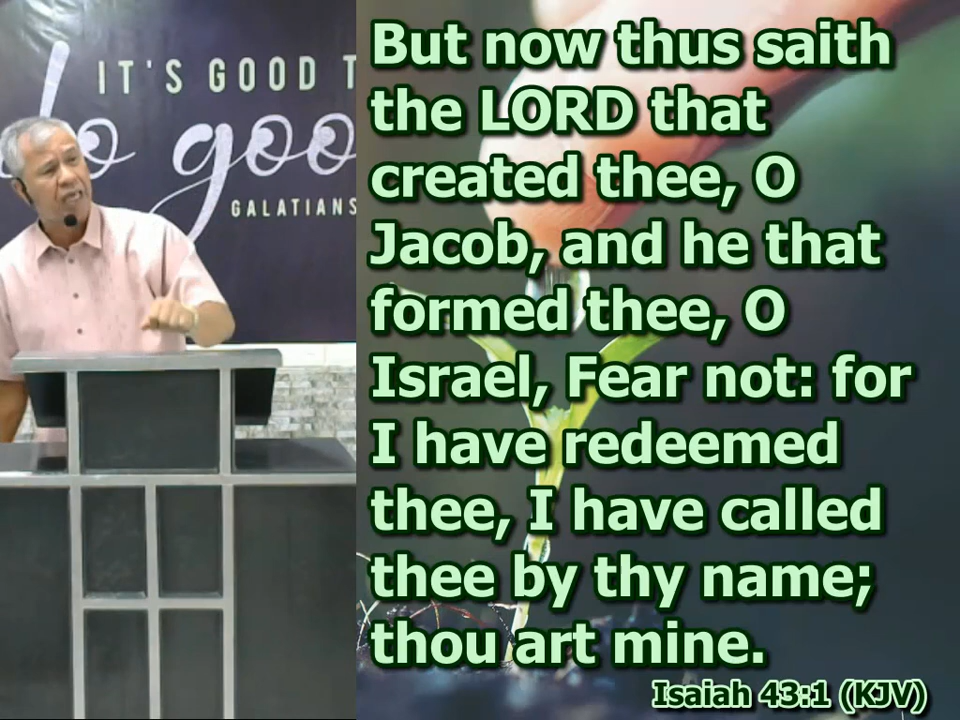 IT'S GOOD T
do goo
GALATIANS
But now thus saith
the LORD that
created thee, O
Jacob, and he that
formed thee, O
Israel, Fear not: for
I have redeemed
thee, I have called
thee by thy name;
thou art mine.
Isaiah 43:1 (KJV)